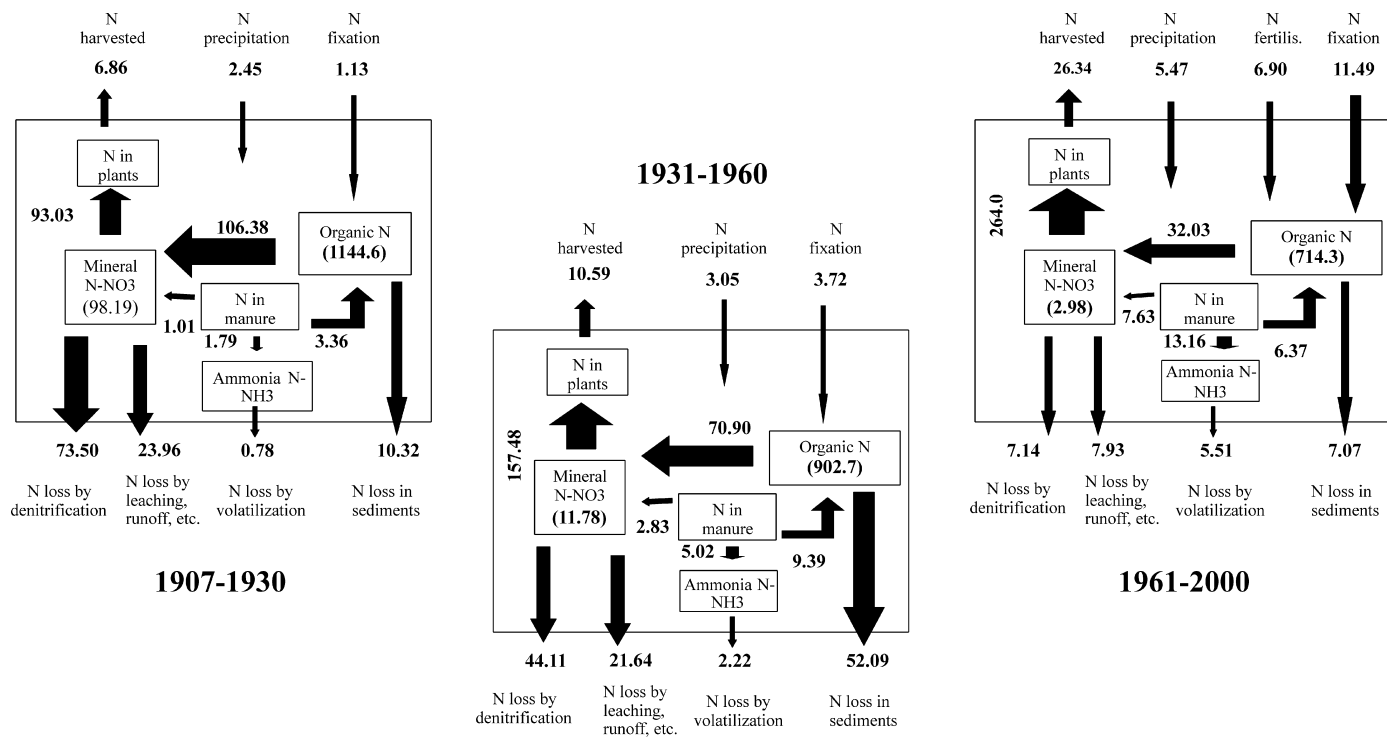 N
harvested
6.86
N
precipitation
2.45
N
fixation
1.13
N in
plants
93.03
106.38
Organic N
(1144.6)
Mineral
N-NO3
(98.19)
N in
manure
1.01
1.79
3.36
Ammonia N-
NH3
73.50
23.96
0.78
10.32
N loss by
denitrification
N loss by
leaching,
runoff, etc.
N loss by
volatilization
N loss in
sediments
1907-1930
1931-1960
N
harvested
10.59
N
precipitation
3.05
N
fixation
3.72
N in
plants
157.48
70.90
Organic N
(902.7)
Mineral
N-NO3
(11.78)
N in
manure
2.83
5.02
9.39
Ammonia N-
NH3
44.11
21.64
2.22
52.09
N loss by
denitrification
N loss by
leaching,
runoff, etc.
N loss by
volatilization
N loss in
sediments
N
harvested
26.34
N
precipitation
5.47
N
fertilis.
6.90
N
fixation
11.49
N in
plants
264.0
32.03
Organic N
(714.3)
Mineral
N-NO3
(2.98)
N in
manure
7.63
13.16
6.37
Ammonia N-
NH3
7.14
7.93
5.51
7.07
N loss by
denitrification
N loss by
leaching,
runoff, etc.
N loss by
volatilization
N loss in
sediments
1961-2000